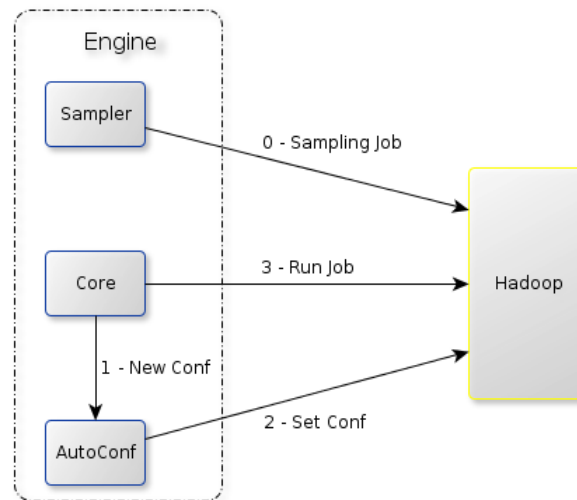 Engine
Sampler
0 - Sampling Job
Core
3 - Run Job
Hadoop
1 - New Conf
2 - Set Conf
AutoConf